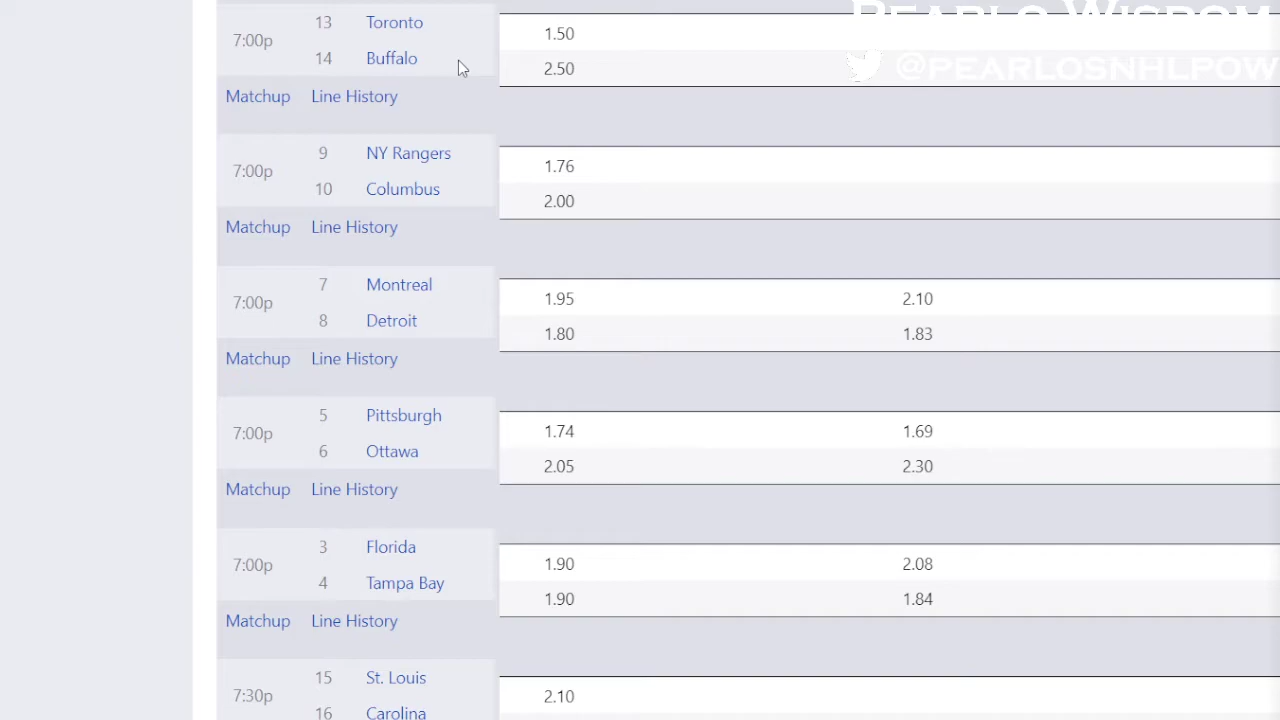 PEARLO WISDOM
@PEARLOSNHLPOW
7:00p 13 Toronto 1.50
14 Buffalo 2.50
Matchup Line History
7:00p 9 NY Rangers 1.76
10 Columbus 2.00
Matchup Line History
7:00p 7 Montreal 1.95 2.10
8 Detroit 1.80 1.83
Matchup Line History
7:00p 5 Pittsburgh 1.74 1.69
6 Ottawa 2.05 2.30
Matchup Line History
7:00p 3 Florida 1.90 2.08
4 Tampa Bay 1.90 1.84
Matchup Line History
7:30p 15 St. Louis 2.10
16 Carolina